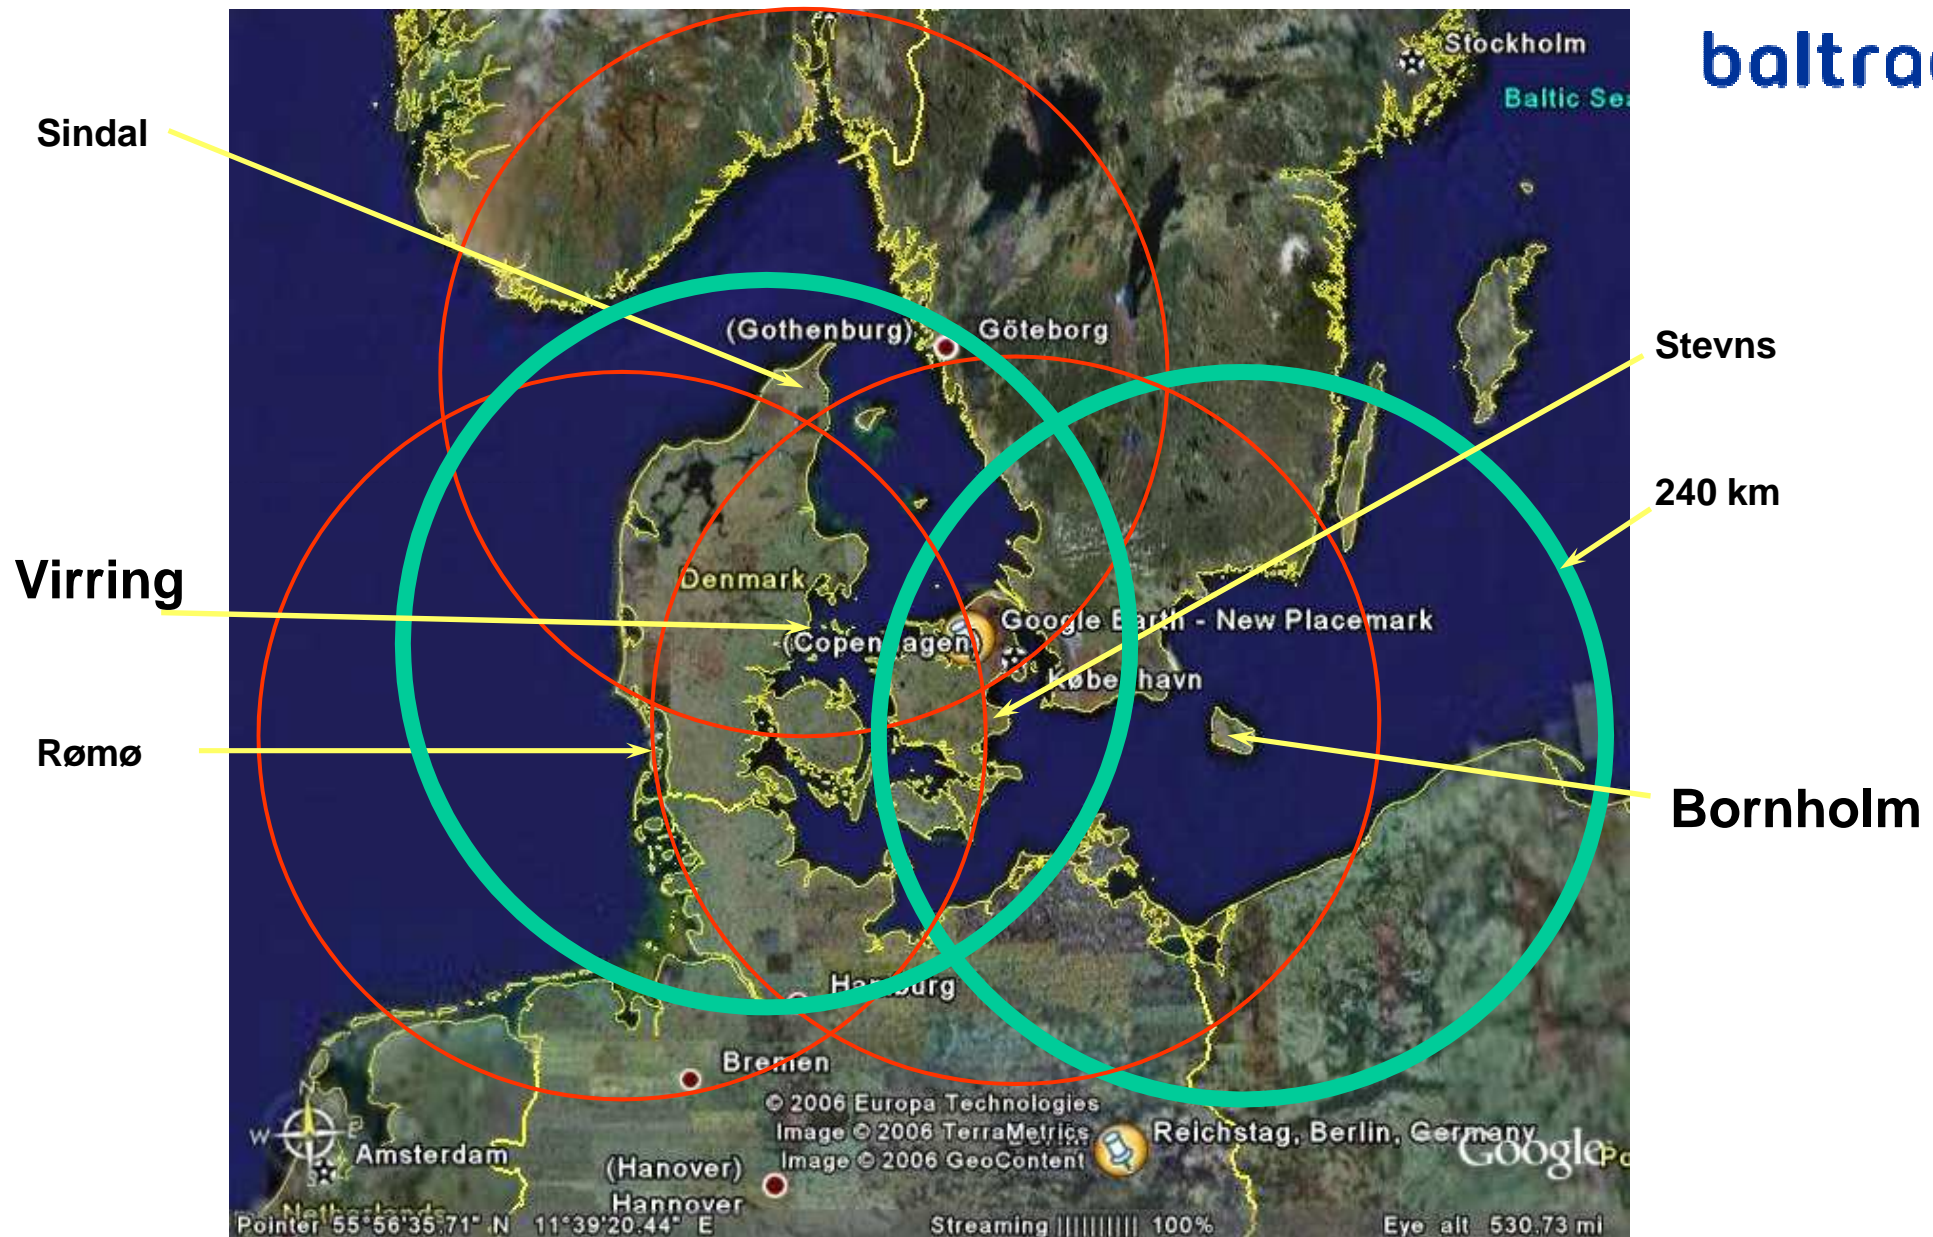 baltra
Stockholm
Baltic Sea
Sindal
(Gothenburg)
Göteborg
Stevns
240 km
Virring
Denmark
Google Earth - New Placemark
(Copenhagen)
København
Rømø
Bornholm
Hamburg
Bremen
© 2006 Europa Technologies
Image © 2006 TerraMetrics
Image © 2006 GeoContent
Reichstag, Berlin, Germany
Google
Po
N
W
E
S
Amsterdam
(Hanover)
Hannover
Netherlands
Pointer 55°56'35.71" N 11°39'20.44" E
Streaming |||||||||| 100%
Eye alt 530.73 mi